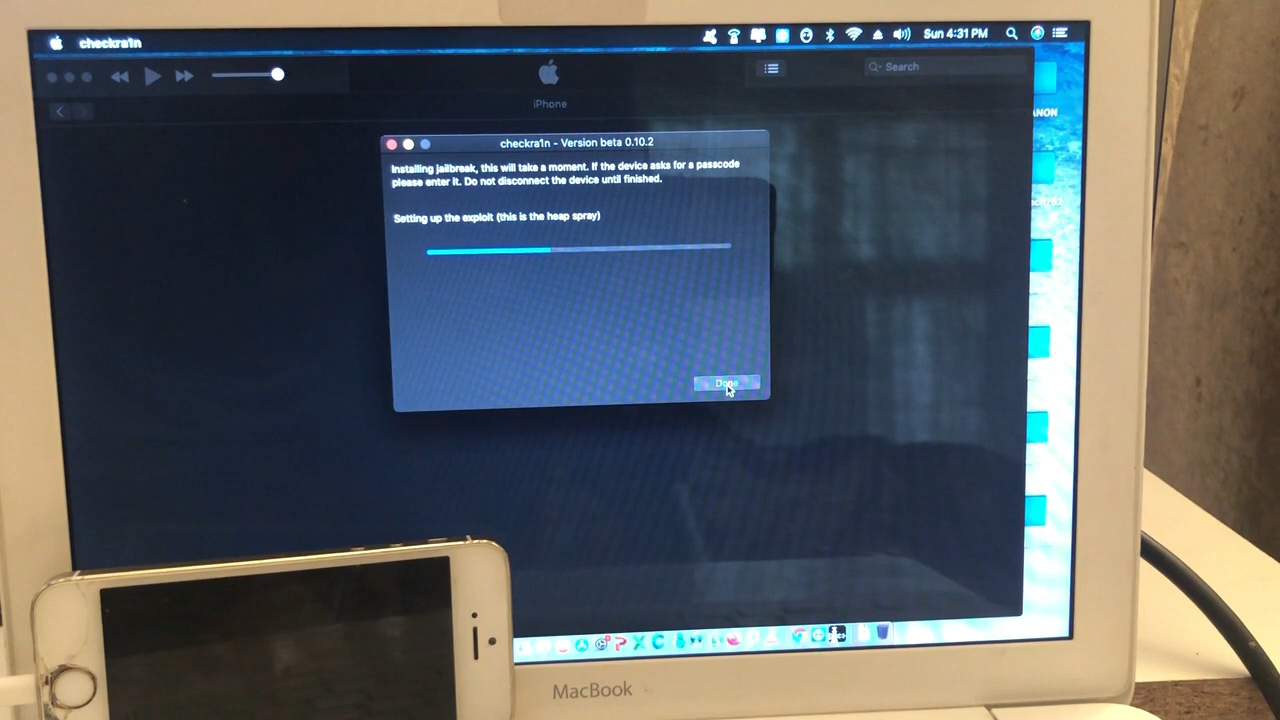 checkra1n
Sun 4:31 PM
Search
iPhone
checkra1n - Version beta 0.10.2
Installing jailbreak, this will take a moment. If the device asks for a passcode
please enter it. Do not disconnect the device until finished.
Setting up the exploit (this is the heap spray)
Done
MacBook